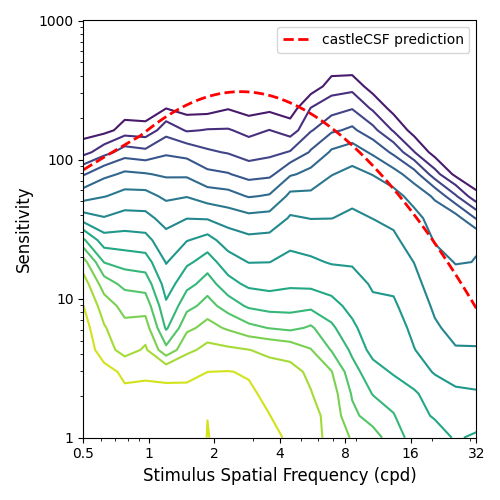 1000
castleCSF prediction
100
Sensitivity
10
1
0.5 1 2 4 8 16 32
Stimulus Spatial Frequency (cpd)